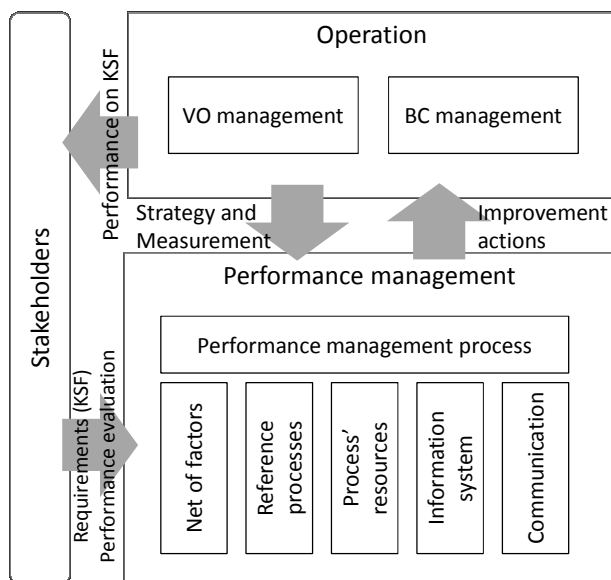 Operation
VO management
BC management
Performance on KSF
Strategy and
Measurement
Improvement
actions
Stakeholders
Performance management
Performance management process
Requirements (KSF)
Performance evaluation
Net of factors
Reference
processes
Process’
resources
Information
system
Communication